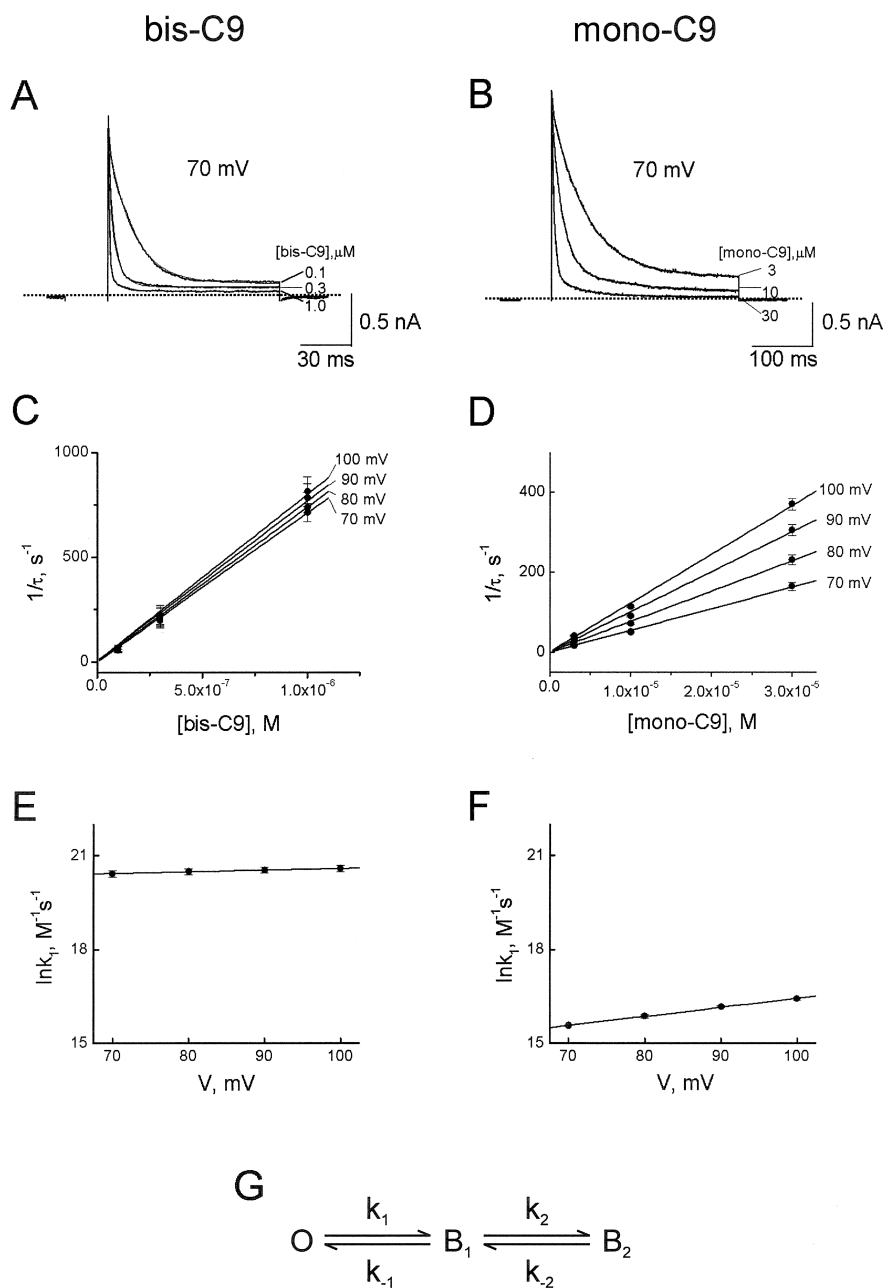 bis-C9
mono-C9
A
70 mV
[bis-C9],µM
0.1
0.3
1.0
0.5 nA
30 ms
B
70 mV
[mono-C9],µM
3
10
30
0.5 nA
100 ms
C
1000
500
0
1/τ, s⁻¹
100 mV
90 mV
80 mV
70 mV
0.0
5.0x10⁻⁷
1.0x10⁻⁶
[bis-C9], M
D
400
200
0
1/τ, s⁻¹
100 mV
90 mV
80 mV
70 mV
0.0
1.0x10⁻⁵
2.0x10⁻⁵
3.0x10⁻⁵
[mono-C9], M
E
21
18
15
lnk₁, M⁻¹s⁻¹
70
80
90
100
V, mV
F
21
18
15
lnk₁, M⁻¹s⁻¹
70
80
90
100
V, mV
G
k₁
k₂
O
B₁
B₂
k₋₁
k₋₂